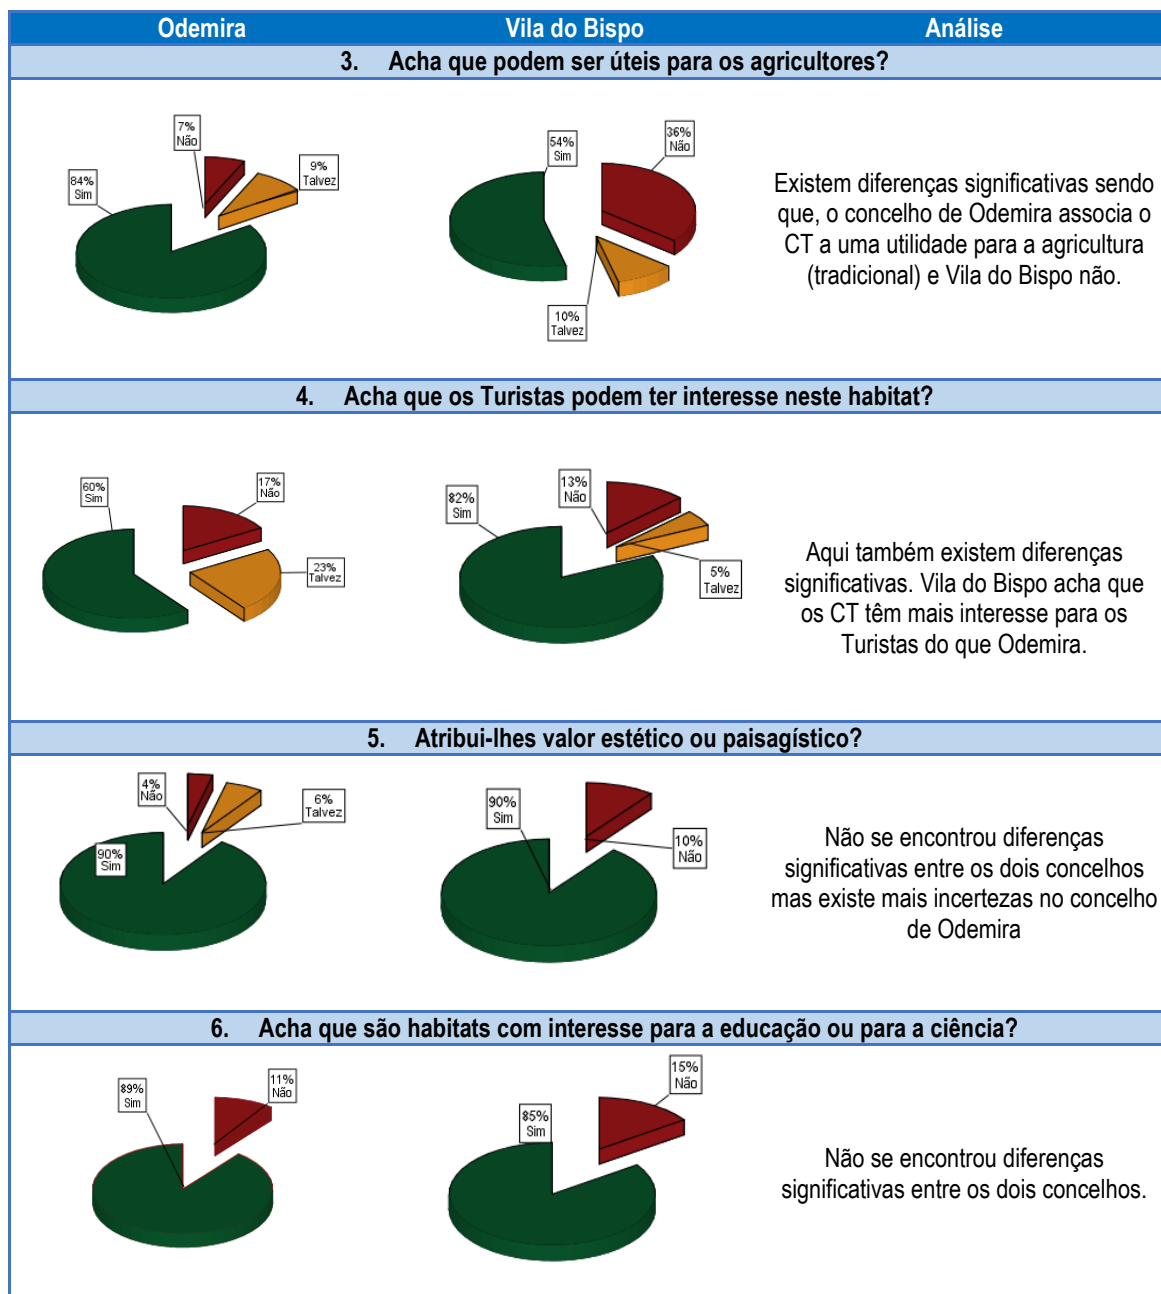 Odemira Vila do Bispo Análise
3. Acha que podem ser úteis para os agricultores?
7%
Não
9%
Talvez
84%
Sim
54%
Sim
36%
Não
10%
Talvez
Existem diferenças significativas sendo
que, o concelho de Odemira associa o
CT a uma utilidade para a agricultura
(tradicional) e Vila do Bispo não.
4. Acha que os Turistas podem ter interesse neste habitat?
60%
Sim
17%
Não
23%
Talvez
82%
Sim
13%
Não
5%
Talvez
Aqui também existem diferenças
significativas. Vila do Bispo acha que
os CT têm mais interesse para os
Turistas do que Odemira.
5. Atribui-lhes valor estético ou paisagístico?
4%
Não
6%
Talvez
90%
Sim
90%
Sim
10%
Não
Não se encontrou diferenças
significativas entre os dois concelhos
mas existe mais incertezas no concelho
de Odemira
6. Acha que são habitats com interesse para a educação ou para a ciência?
89%
Sim
11%
Não
85%
Sim
15%
Não
Não se encontrou diferenças
significativas entre os dois concelhos.